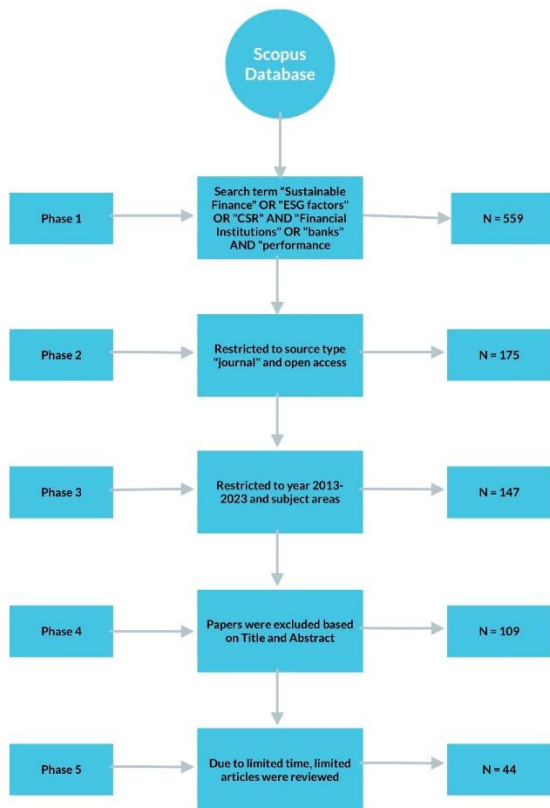 Scopus
Database
Search term "Sustainable
Finance" OR "ESG factors"
Phase 1
OR "CSR" AND "Financial
Institutions" OR "banks"
AND "performance
N = 559
Phase 2
Restricted to source type
"journal" and open access
N = 175
Phase 3
Restricted to year 2013-
2023 and subject areas
N = 147
Phase 4
Papers were excluded based
on Title and Abstract
N = 109
Phase 5
Due to limited time, limited
articles were reviewed
N = 44